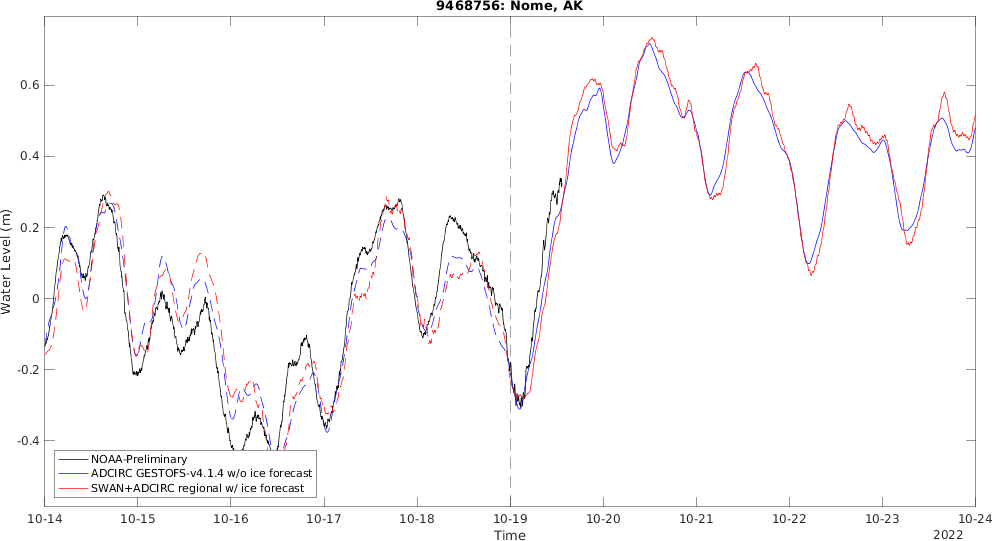 9468756: Nome, AK
Water Level (m)
0.6
0.4
0.2
0
-0.2
-0.4
NOAA-Preliminary
ADCIRC GESTOFS-v4.1.4 w/o ice forecast
SWAN+ADCIRC regional w/ ice forecast
10-14 10-15 10-16 10-17 10-18 10-19 10-20 10-21 10-22 10-23 10-24
Time
2022